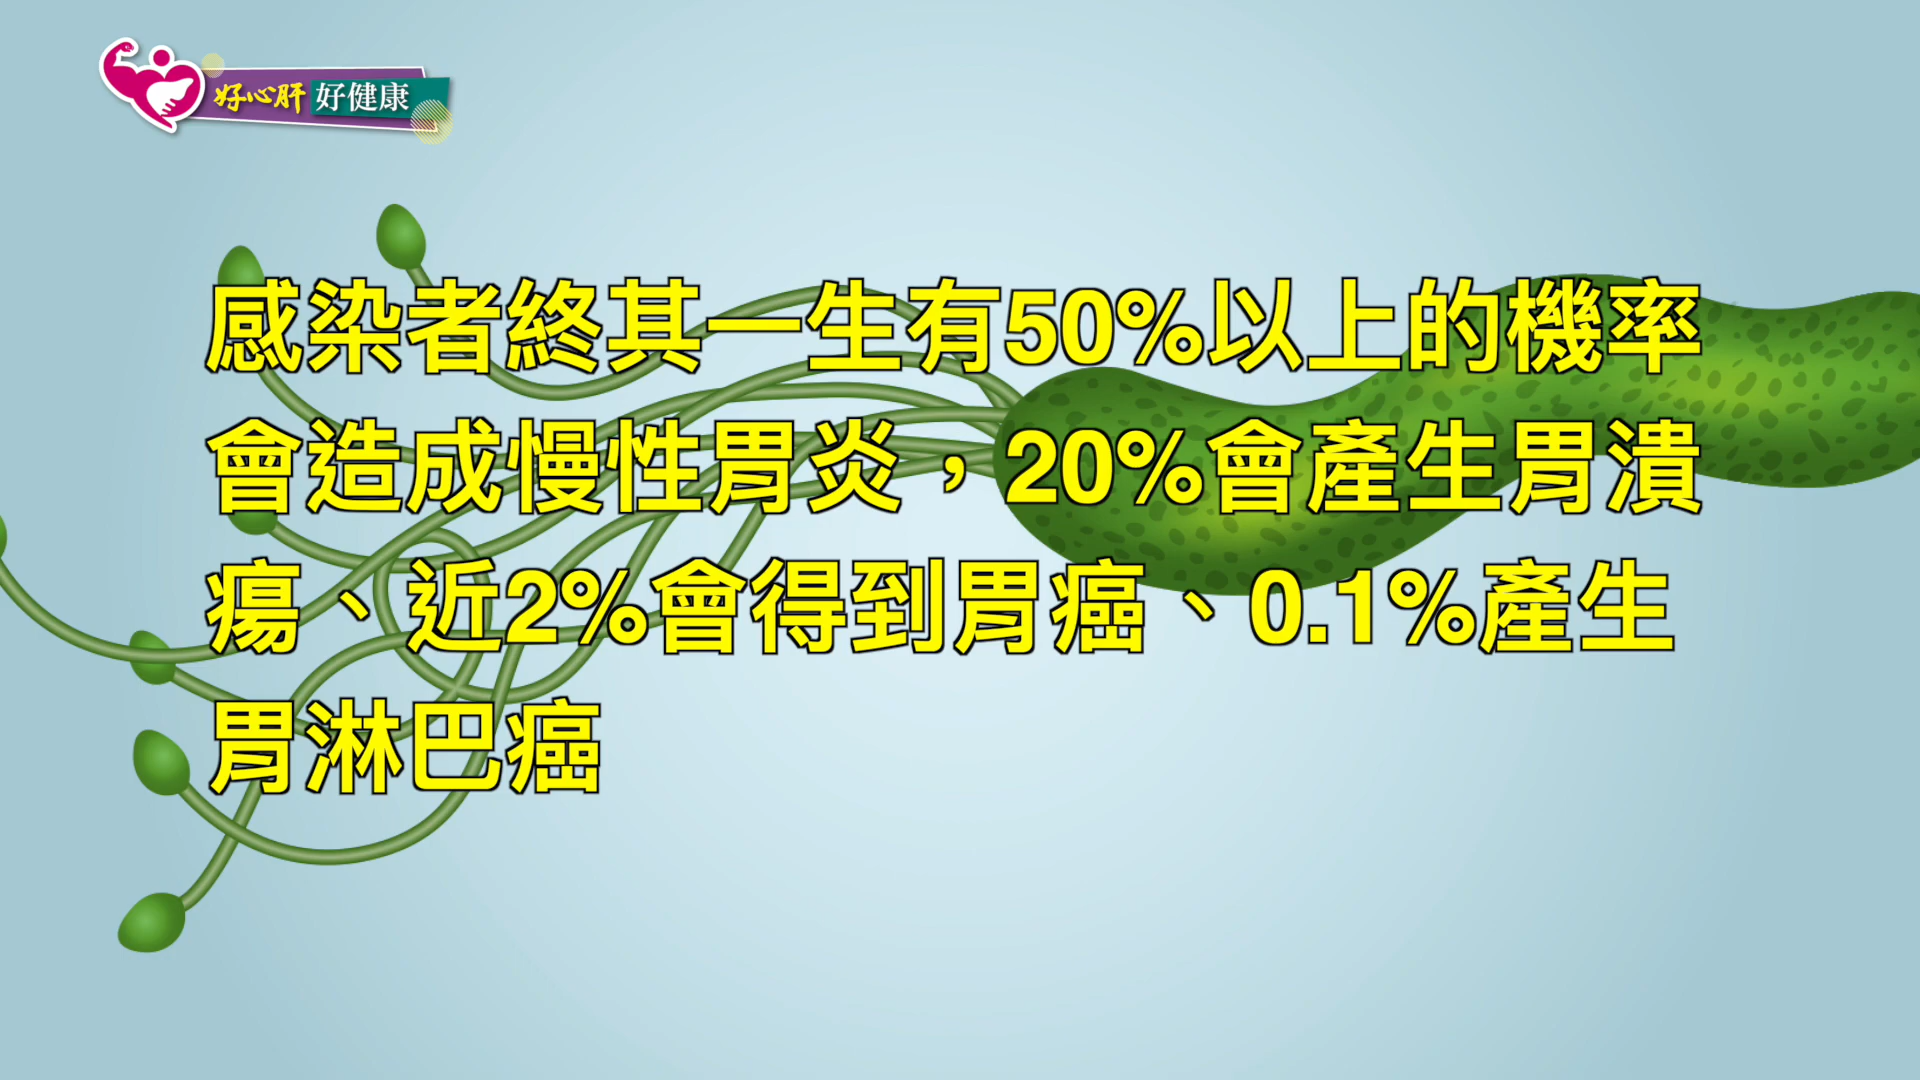 好心肝 好健康
感染者終其一生有50%以上的機率
會造成慢性胃炎，20%會產生胃潰
瘍、近2%會得到胃癌、0.1%產生
胃淋巴癌